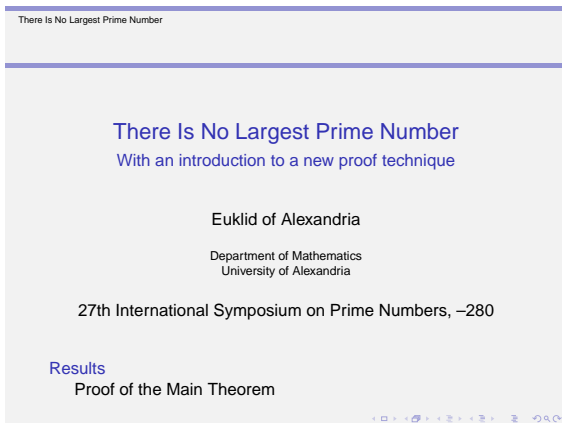 There Is No Largest Prime Number
There Is No Largest Prime Number
With an introduction to a new proof technique
Euklid of Alexandria
Department of Mathematics
University of Alexandria
27th International Symposium on Prime Numbers, –280
Results
Proof of the Main Theorem